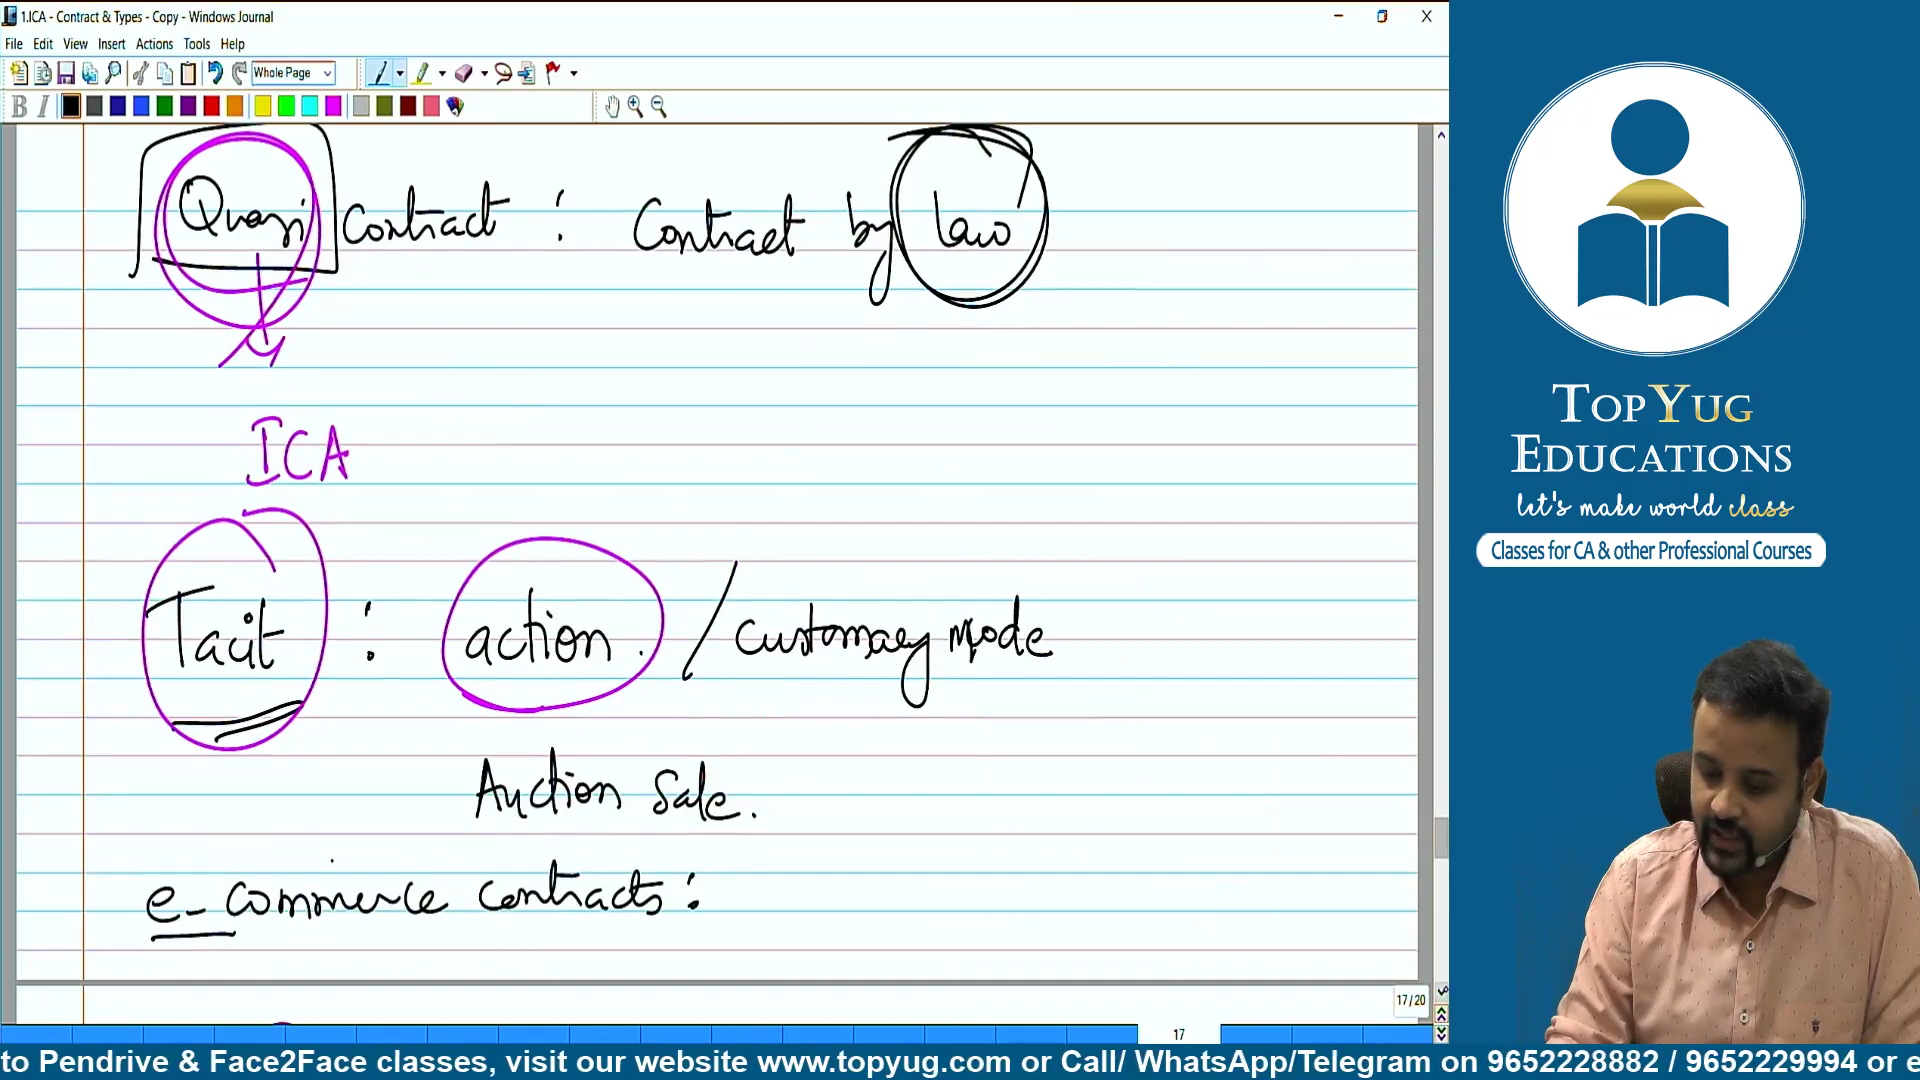 1.ICA - Contract & Types - Copy - Windows Journal
File Edit View Insert Actions Tools Help
Whole Page
B I
Quasi Contract : Contract by law
ICA
Tacit : action. / customary mode
Auction Sale.
e-commerce contracts:
17/20
17
TOPYUG
EDUCATIONS
let's make world class
Classes for CA & other Professional Courses
to Pendrive & Face2Face classes, visit our website www.topyug.com or Call/ WhatsApp/Telegram on 9652228882 / 9652229994 or e